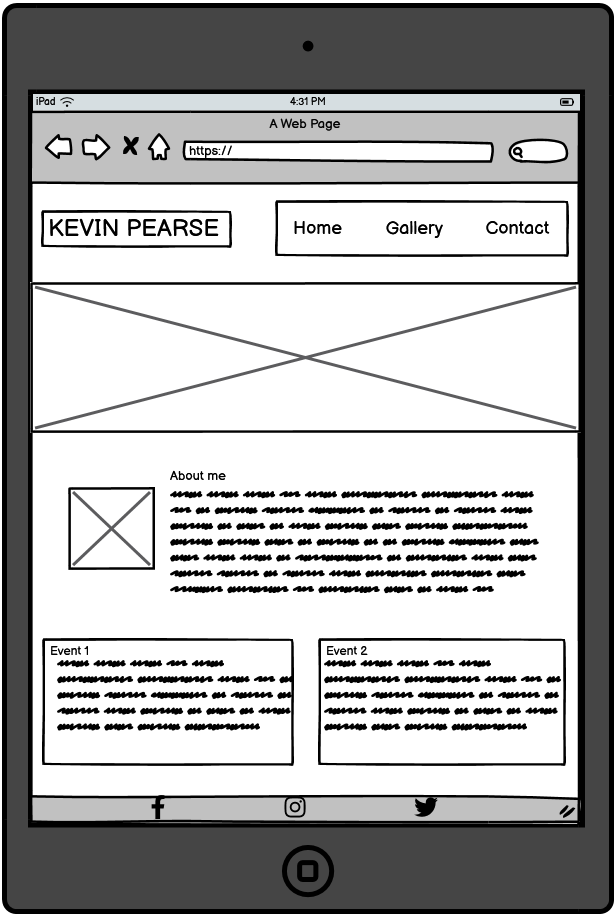 iPad
4:31 PM
A Web Page
https://
KEVIN PEARSE
Home Gallery Contact
About me
Event 1
Event 2